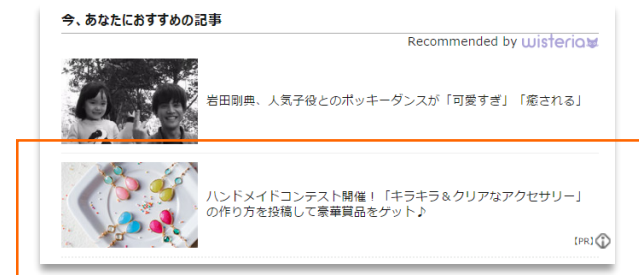 今、あなたにおすすめの記事
Recommended by wisteria
岩田剛典、人気子役とのポッキーダンスが「可愛すぎ」「癒される」
ハンドメイドコンテスト開催！「キラキラ＆クリアなアクセサリー」
の作り方を投稿して豪華賞品をゲット♪
[PR]